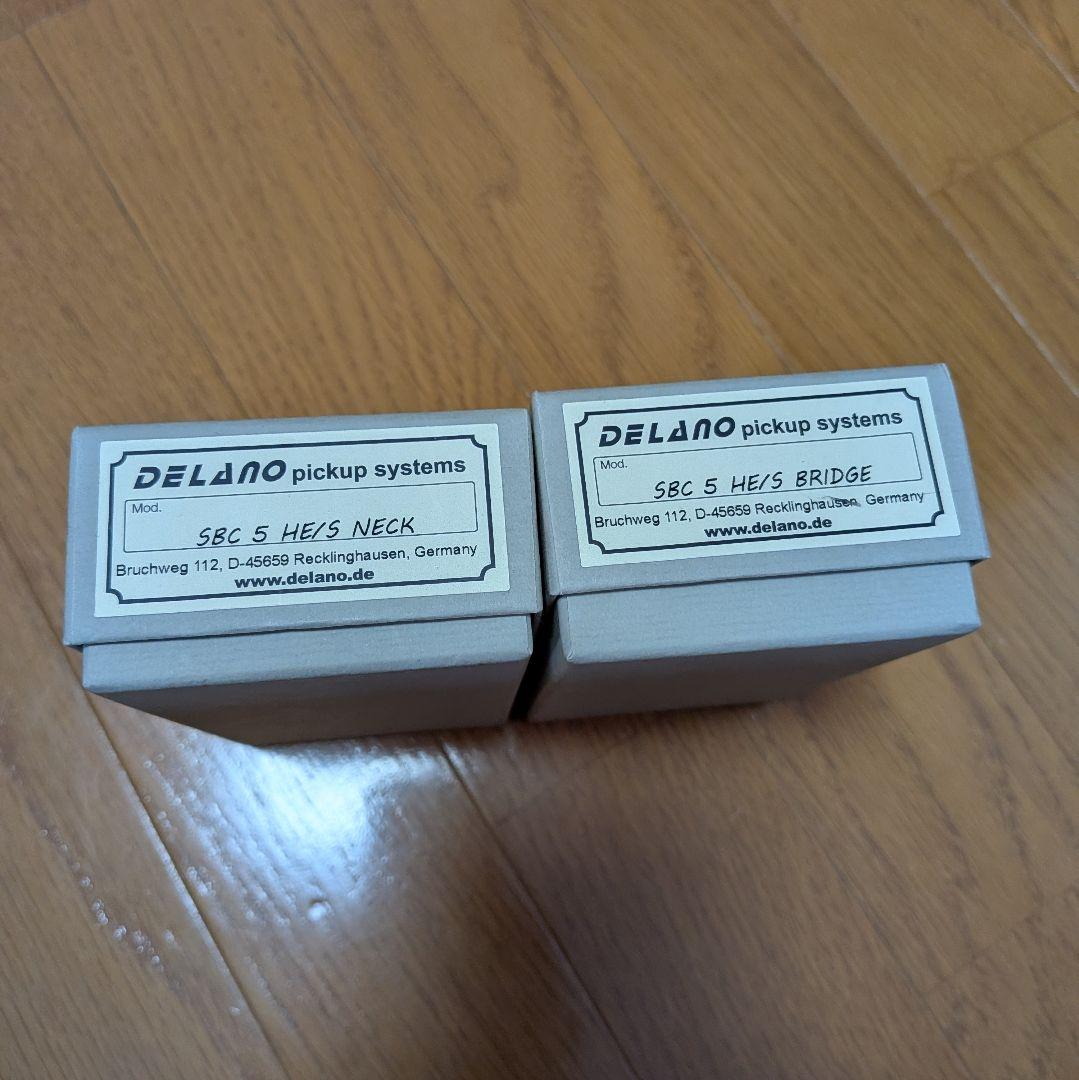 DELANO pickup systems
Mod.
SBC 5 HE/S NECK
Bruchweg 112, D-45659 Recklinghausen, Germany
www.delano.de
DELANO pickup systems
Mod.
SBC 5 HE/S BRIDGE
Bruchweg 112, D-45659 Recklinghausen, Germany
www.delano.de